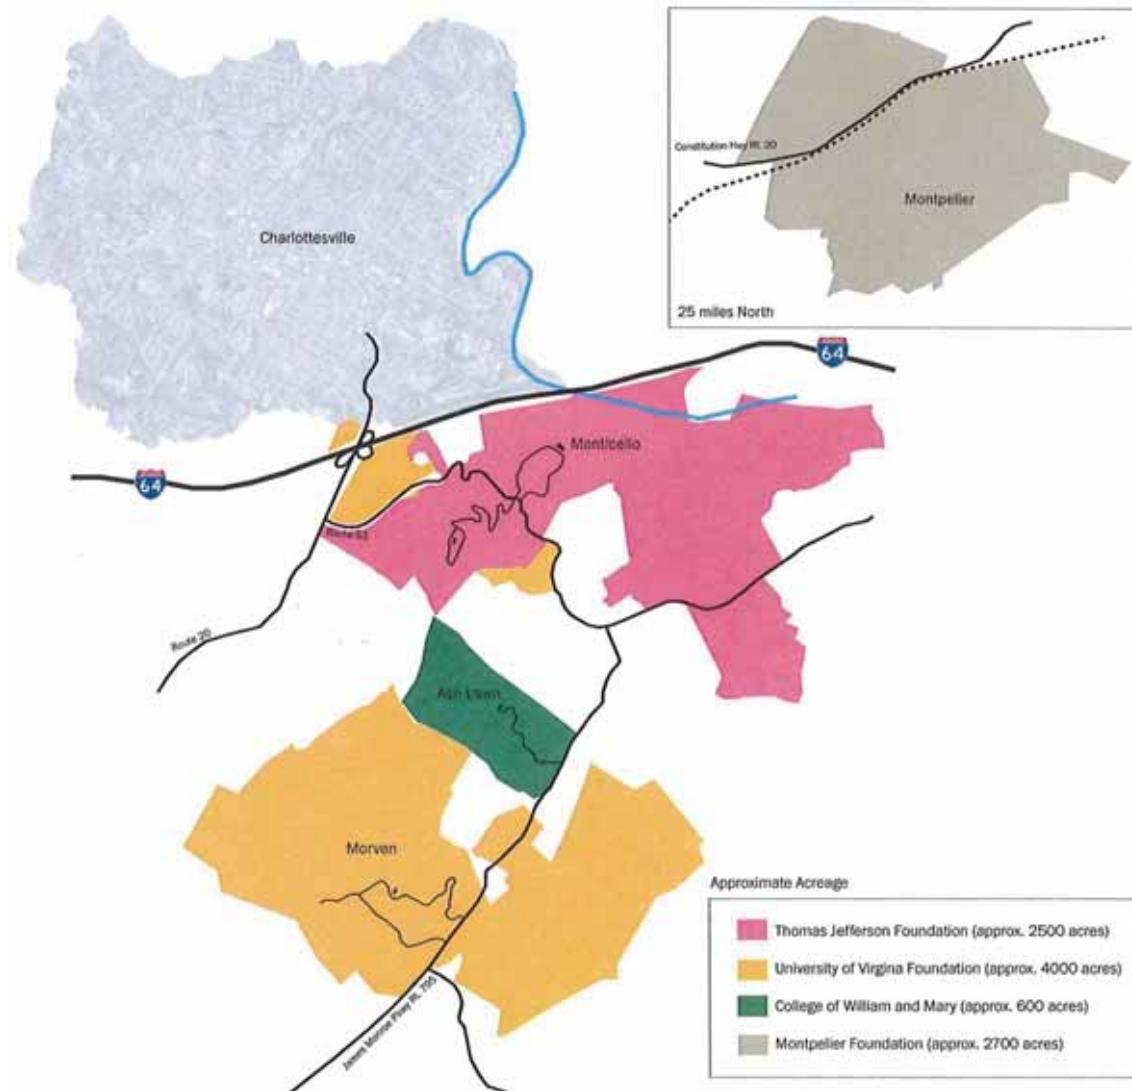 Constitution Hwy Rt. 20
Montpelier
25 miles North
Charlottesville
64
Monticello
64
Route 53
Route 20
Ash Lawn
Morven
James Monroe Pkwy Rt. 795
Approximate Acreage
Thomas Jefferson Foundation (approx. 2500 acres)
University of Virgina Foundation (approx. 4000 acres)
College of William and Mary (approx. 600 acres)
Montpelier Foundation (approx. 2700 acres)